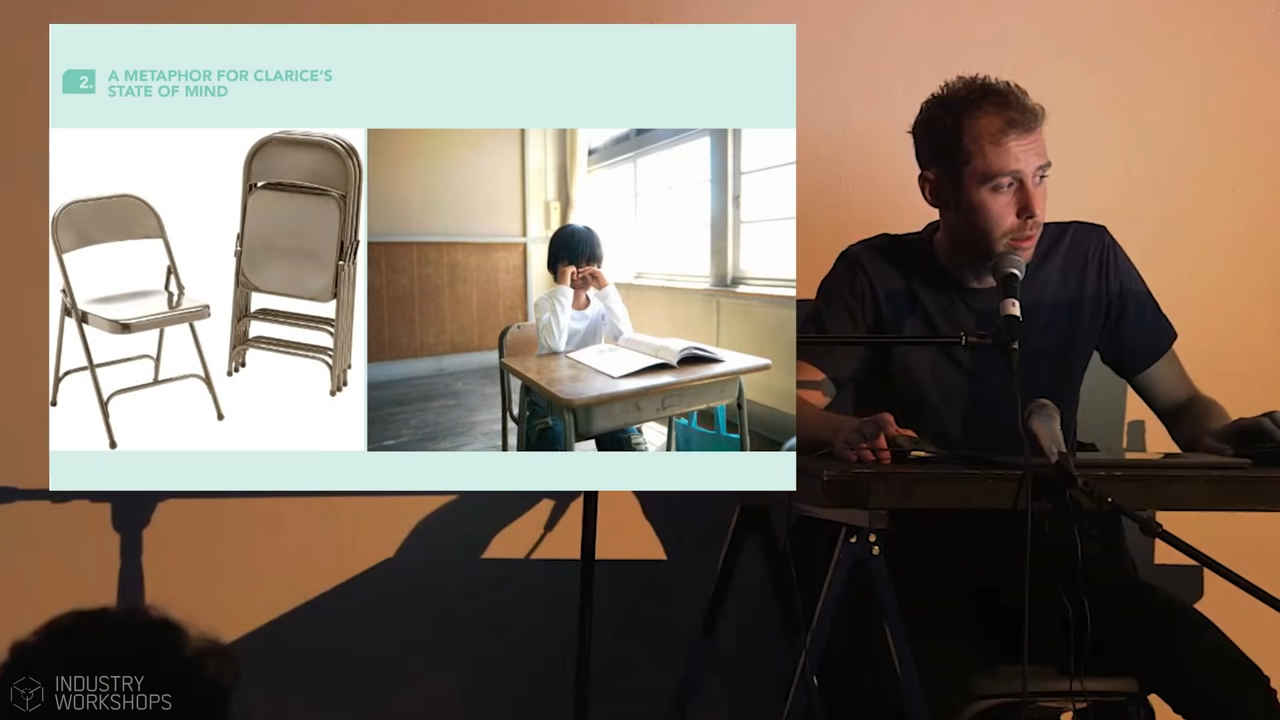 2.
A METAPHOR FOR CLARICE'S
STATE OF MIND
INDUSTRY
WORKSHOPS